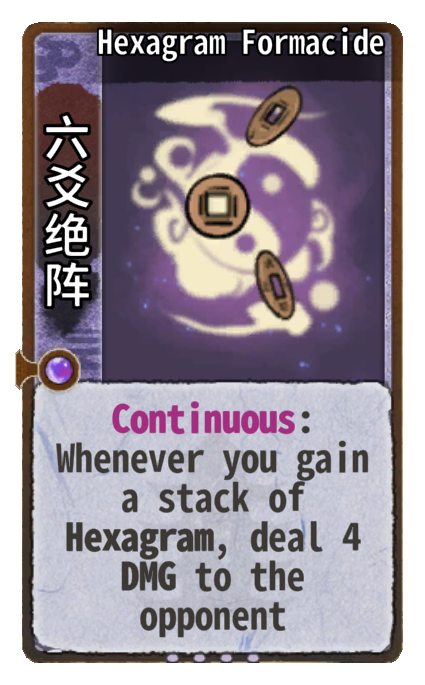 Hexagram Formacide
六爻绝阵
Continuous:
Whenever you gain
a stack of
Hexagram, deal 4
DMG to the
opponent